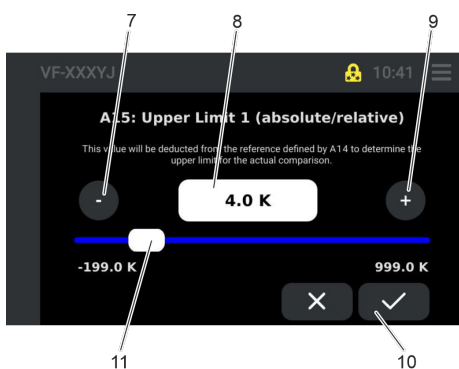 7 8 9
VF-XXXYJ 10:41
A15: Upper Limit 1 (absolute/relative)
This value will be deducted from the reference defined by A14 to determine the
upper limit for the actual comparison.
- 4.0 K +
-199.0 K 999.0 K
11 10